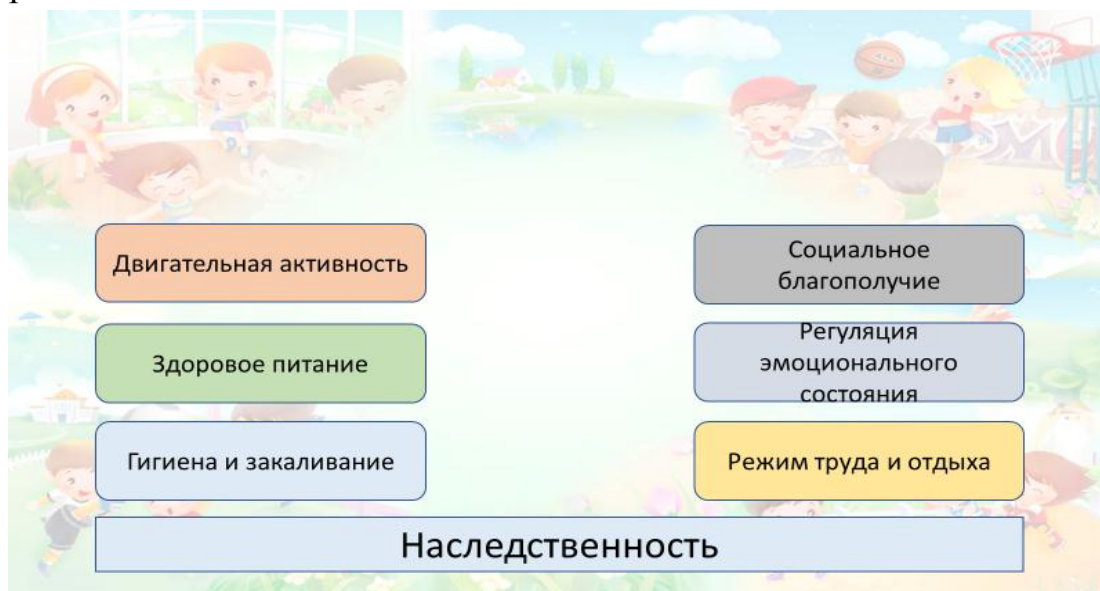 Двигательная активность
Здоровое питание
Гигиена и закаливание
Социальное
благополучие
Регуляция
эмоционального
состояния
Режим труда и отдыха
Наследственность